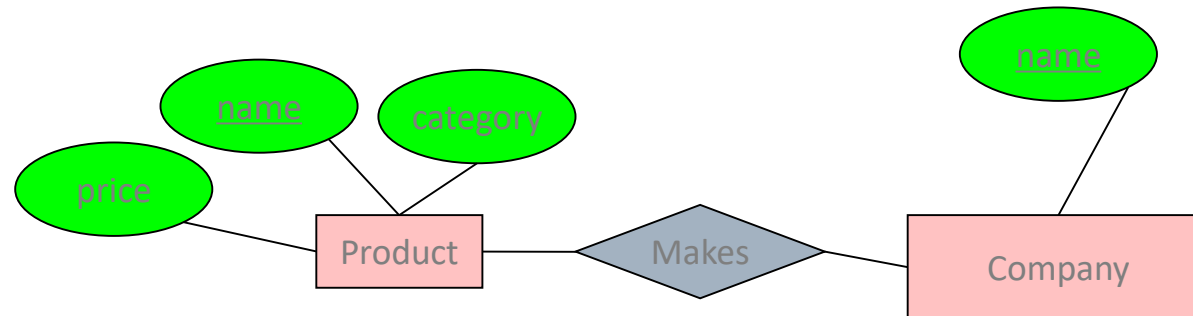 name
name
category
price
Product
Makes
Company